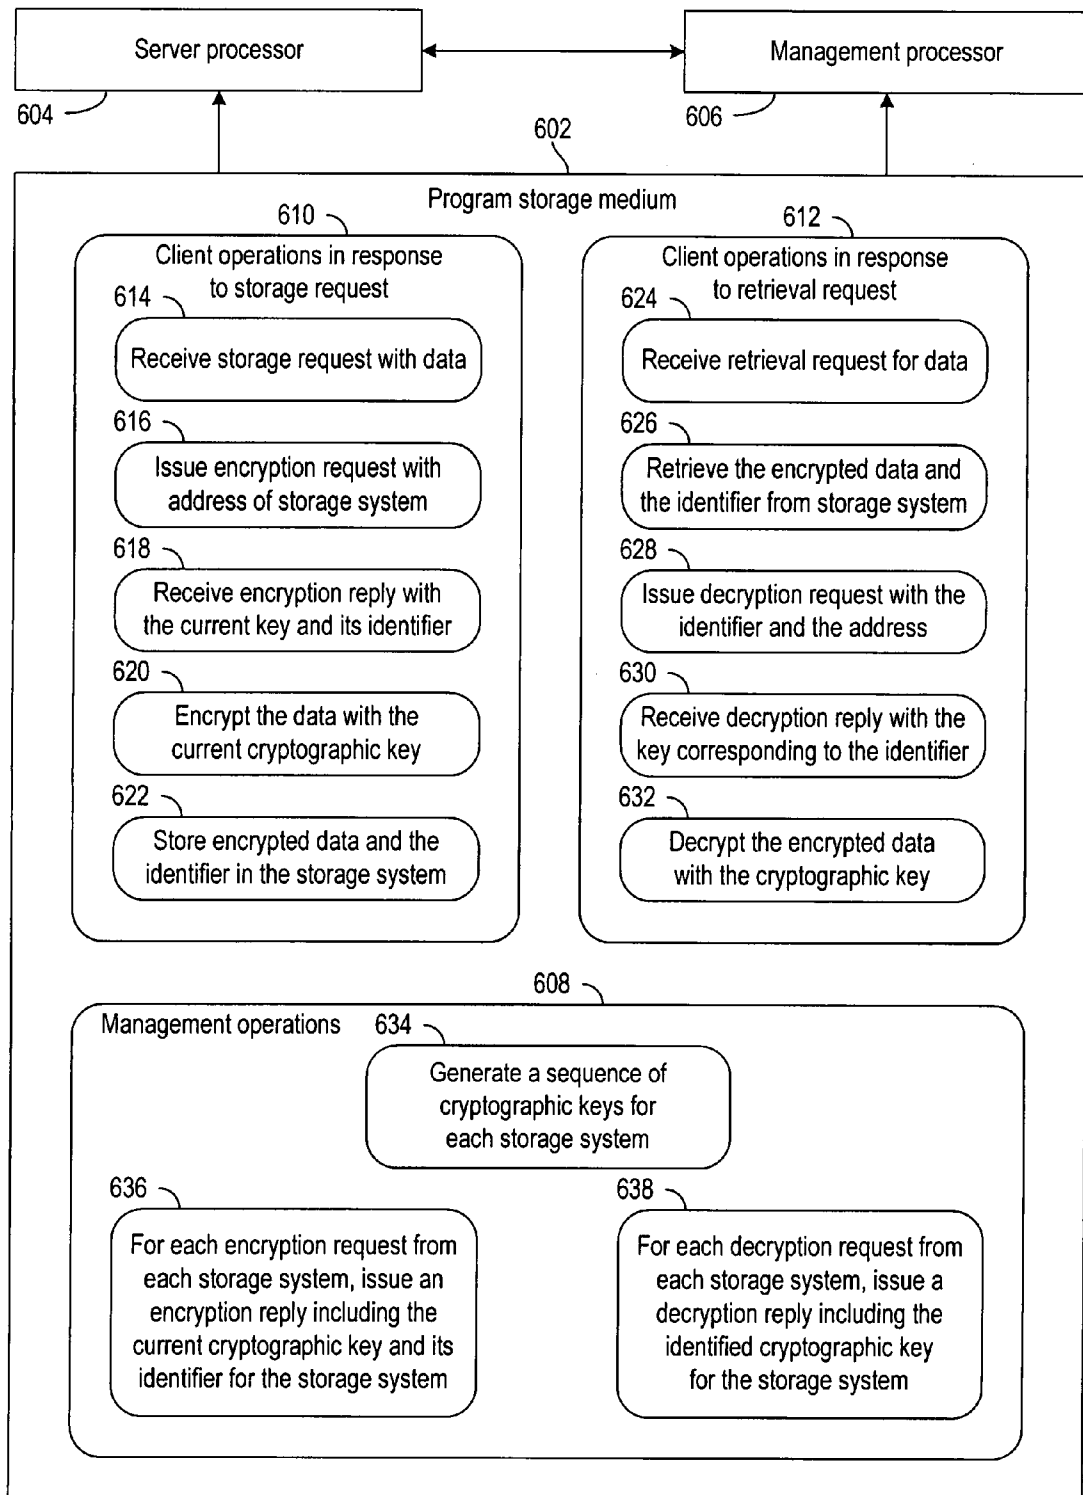 Server processor
Management processor
604
606
602
Program storage medium
610
Client operations in response
to storage request
614
Receive storage request with data
616
Issue encryption request with
address of storage system
618
Receive encryption reply with
the current key and its identifier
620
Encrypt the data with the
current cryptographic key
622
Store encrypted data and the
identifier in the storage system
612
Client operations in response
to retrieval request
624
Receive retrieval request for data
626
Retrieve the encrypted data and
the identifier from storage system
628
Issue decryption request with the
identifier and the address
630
Receive decryption reply with the
key corresponding to the identifier
632
Decrypt the encrypted data
with the cryptographic key
608
Management operations
634
Generate a sequence of
cryptographic keys for
each storage system
636
For each encryption request from
each storage system, issue an
encryption reply including the
current cryptographic key and its
identifier for the storage system
638
For each decryption request from
each storage system, issue a
decryption reply including the
identified cryptographic key
for the storage system